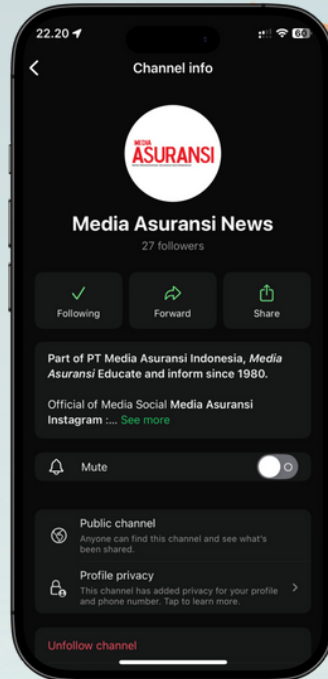 22.20
60
Channel info
MEDIA
ASURANSI
Media Asuransi News
27 followers
Following
Forward
Share
Part of PT Media Asuransi Indonesia, Media
Asuransi Educate and inform since 1980.
Official of Media Social Media Asuransi
Instagram :... See more
Mute
Public channel
Anyone can find this channel and see what's
been shared.
Profile privacy
This channel has added privacy for your profile
and phone number. Tap to learn more.
Unfollow channel